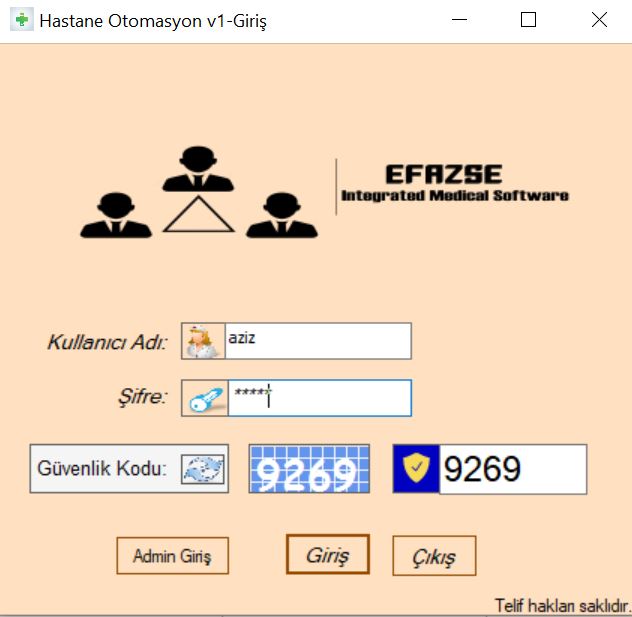 Hastane Otomasyon v1-Giriş
EFAZSE
Integrated Medical Software
Kullanıcı Adı: aziz
Şifre: *****
Güvenlik Kodu: 9269 9269
Admin Giriş Giriş Çıkış
Telif hakları saklıdır.